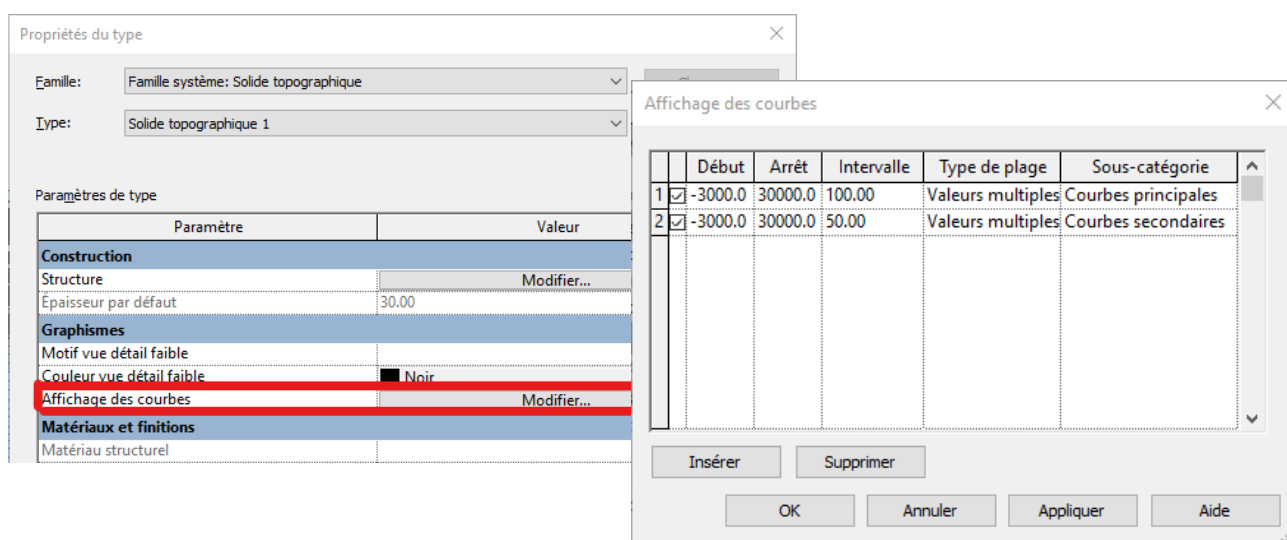 Propriétés du type
Famille: Famille système: Solide topographique
Type: Solide topographique 1
Paramètres de type
Paramètre Valeur
Construction
Structure Modifier...
Épaisseur par défaut 30.00
Graphismes
Motif vue détail faible
Couleur vue détail faible Noir
Affichage des courbes Modifier...
Matériaux et finitions
Matériau structurel
Affichage des courbes
Début Arrêt Intervalle Type de plage Sous-catégorie
1 -3000.0 30000.0 100.00 Valeurs multiples Courbes principales
2 -3000.0 30000.0 50.00 Valeurs multiples Courbes secondaires
Insérer Supprimer
OK Annuler Appliquer Aide